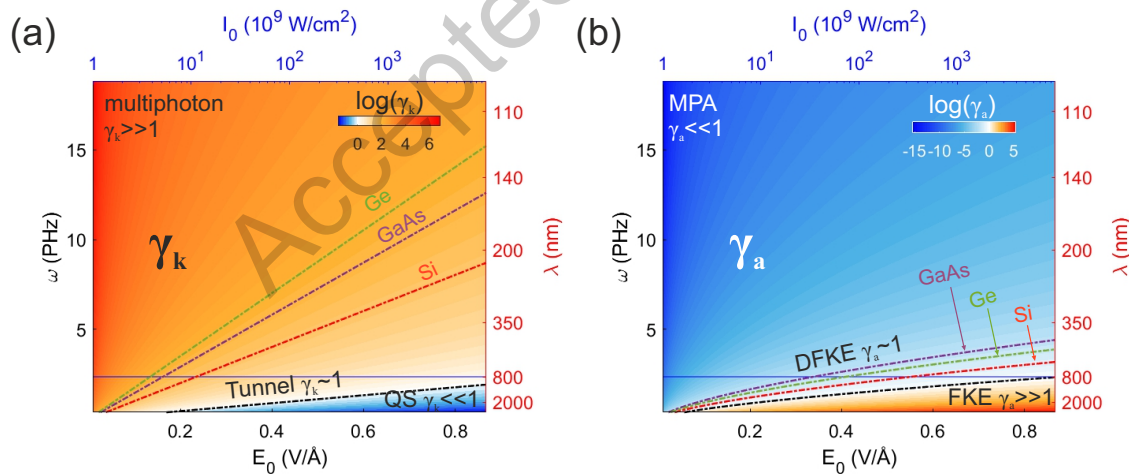 (a)
I₀ (10⁹ W/cm²)
1 10¹ 10² 10³
multiphoton
γₖ>>1
log(γₖ)
0 2 4 6
15
10
5
ω (PHz)
γₖ
Ge
GaAs
Si
Tunnel γₖ~1
QS γₖ<<1
110
140
200
350
800
2000
λ (nm)
0.2 0.4 0.6 0.8
E₀ (V/Å)
Accepte
(b)
I₀ (10⁹ W/cm²)
1 10¹ 10² 10³
MPA
γₐ<<1
log(γₐ)
-15 -10 -5 0 5
15
10
5
ω (PHz)
γₐ
GaAs
Ge
Si
DFKE γₐ~1
FKE γₐ>>1
110
140
200
350
800
2000
λ (nm)
0.2 0.4 0.6 0.8
E₀ (V/Å)